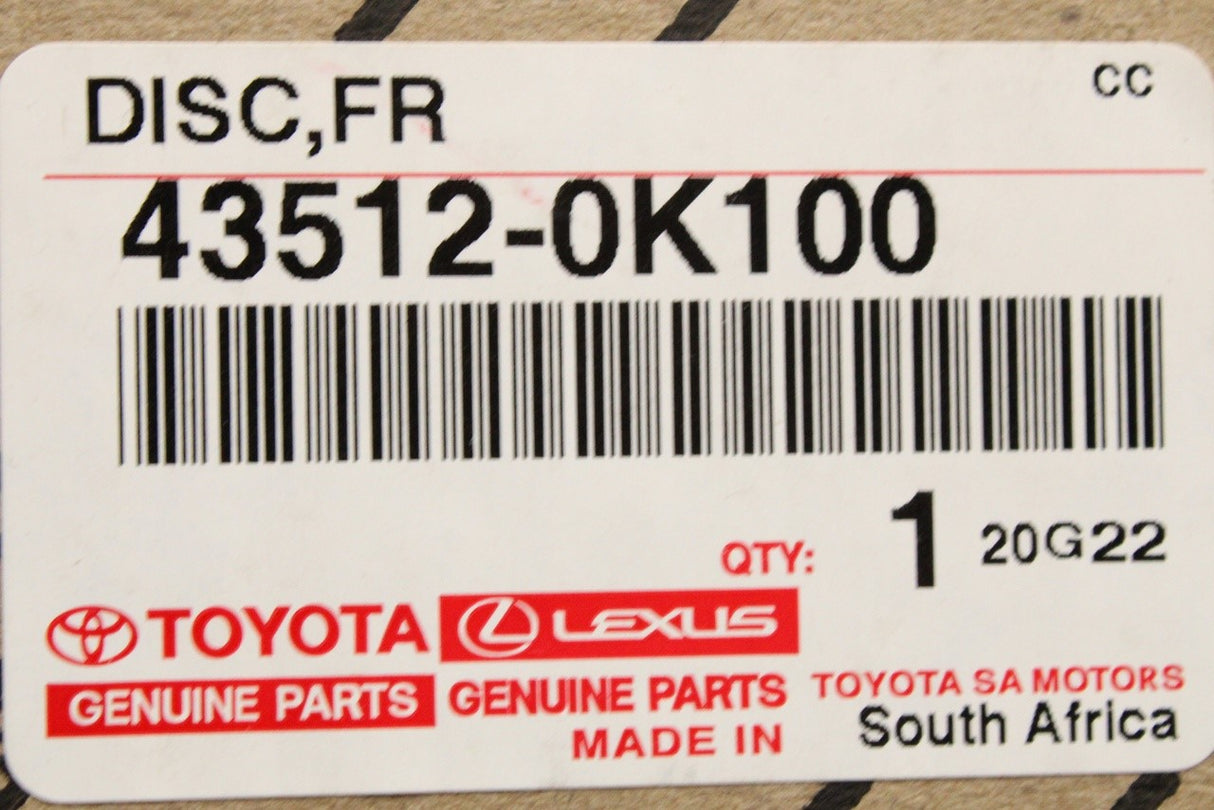 DISC,FR
CC
43512-0K100
QTY: 1 20G22
TOYOTA LEXUS
GENUINE PARTS GENUINE PARTS TOYOTA SA MOTORS
MADE IN South Africa